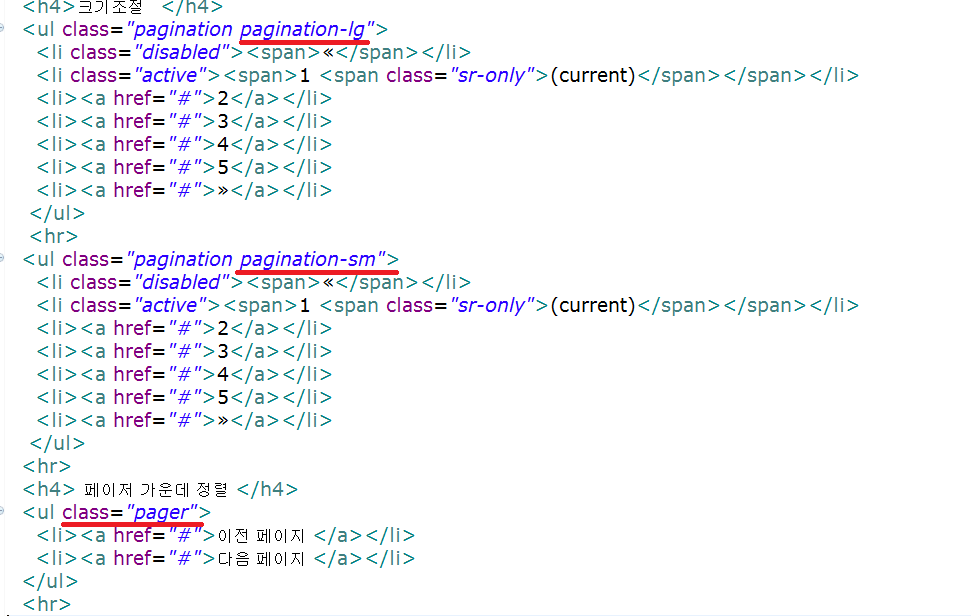 <h4>크기조절 </h4>
<ul class="pagination pagination-lg">
<li class="disabled"><span>«</span></li>
<li class="active"><span>1 <span class="sr-only">(current)</span></span></li>
<li><a href="#">2</a></li>
<li><a href="#">3</a></li>
<li><a href="#">4</a></li>
<li><a href="#">5</a></li>
<li><a href="#">»</a></li>
</ul>
<hr>
<ul class="pagination pagination-sm">
<li class="disabled"><span>«</span></li>
<li class="active"><span>1 <span class="sr-only">(current)</span></span></li>
<li><a href="#">2</a></li>
<li><a href="#">3</a></li>
<li><a href="#">4</a></li>
<li><a href="#">5</a></li>
<li><a href="#">»</a></li>
</ul>
<hr>
<h4> 페이저 가운데 정렬 </h4>
<ul class="pager">
<li><a href="#">이전 페이지 </a></li>
<li><a href="#">다음 페이지 </a></li>
</ul>
<hr>